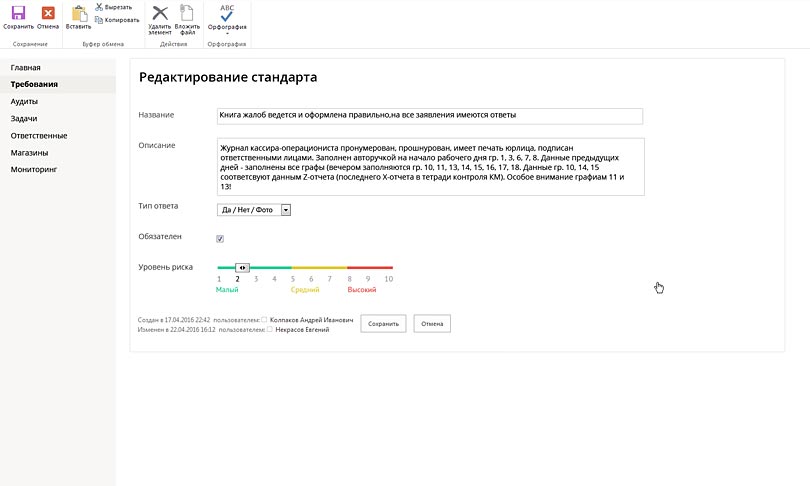 Сохранить
Отмена
Вставить
Вырезать
Копировать
Удалить
элемент
Вложить
файл
ABC
Орфография
Сохранение
Буфер обмена
Действия
Орфография
Главная
Требования
Аудиты
Задачи
Ответственные
Магазины
Мониторинг
Редактирование стандарта
Название
Книга жалоб ведется и оформлена правильно,на все заявления имеются ответы
Описание
Журнал кассира-операциониста пронумерован, прошнурован, имеет печать юрлица, подписан
ответственными лицами. Заполнен авторучкой на начало рабочего дня гр. 1, 3, 6, 7, 8. Данные предыдущих
дней - заполнены все графы (вечером заполняются гр. 10, 11, 13, 14, 15, 16, 17, 18. Данные гр. 10, 14, 15
соответсвуют данным Z-отчета (последнего X-отчета в тетради контроля КМ). Особое внимание графиам 11 и
13!
Тип ответа
Да / Нет / Фото
Обязателен
Уровень риска
1 2 3 4 5 6 7 8 9 10
Малый Средний Высокий
Создан в 17.04.2016 22:42 пользователем: Колпаков Андрей Иванович
Изменен в 22.04.2016 16:12 пользователем: Некрасов Евгений
Сохранить
Отмена